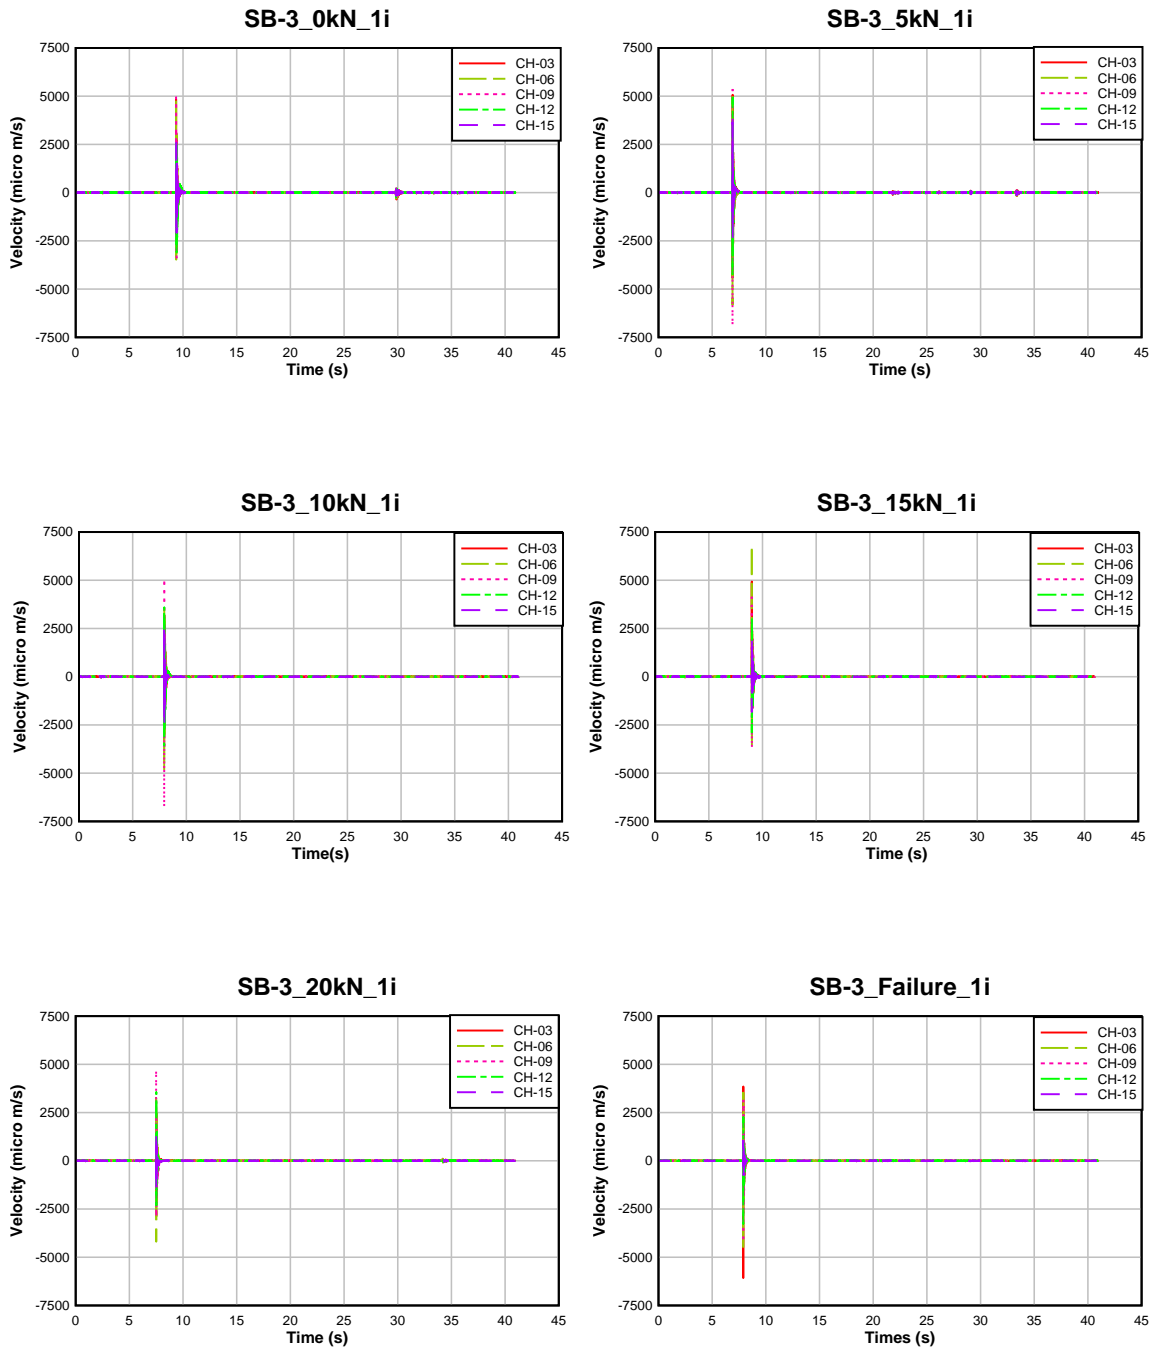 SB-3_0kN_1i
7500
5000
2500
0
-2500
-5000
-7500
Velocity (micro m/s)
CH-03
CH-06
CH-09
CH-12
CH-15
0 5 10 15 20 25 30 35 40 45
Time (s)
SB-3_5kN_1i
7500
5000
2500
0
-2500
-5000
-7500
Velocity (micro m/s)
CH-03
CH-06
CH-09
CH-12
CH-15
0 5 10 15 20 25 30 35 40 45
Time (s)
SB-3_10kN_1i
7500
5000
2500
0
-2500
-5000
-7500
Velocity (micro m/s)
CH-03
CH-06
CH-09
CH-12
CH-15
0 5 10 15 20 25 30 35 40 45
Time(s)
SB-3_15kN_1i
7500
5000
2500
0
-2500
-5000
-7500
Velocity (micro m/s)
CH-03
CH-06
CH-09
CH-12
CH-15
0 5 10 15 20 25 30 35 40 45
Time (s)
SB-3_20kN_1i
7500
5000
2500
0
-2500
-5000
-7500
Velocity (micro m/s)
CH-03
CH-06
CH-09
CH-12
CH-15
0 5 10 15 20 25 30 35 40 45
Time (s)
SB-3_Failure_1i
7500
5000
2500
0
-2500
-5000
-7500
Velocity (micro m/s)
CH-03
CH-06
CH-09
CH-12
CH-15
0 5 10 15 20 25 30 35 40 45
Times (s)